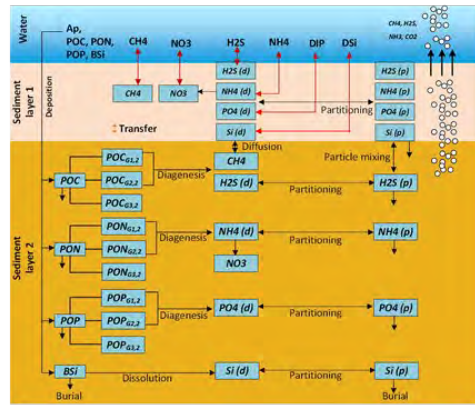 Water
Ap,
POC, PON,
POP, BSi
CH4
NO3
H2S
NH4
DIP
DSi
CH4, H2S,
NH3, CO2
Sediment
layer 1
Deposition
CH4
NO3
H2S (d)
NH4 (d)
PO4 (d)
Si (d)
H2S (p)
NH4 (p)
PO4 (p)
Si (p)
Partitioning
Transfer
Diffusion
Particle mixing
Sediment
layer 2
POC
POCG1,2
POCG2,2
POCG3,2
Diagenesis
CH4
H2S (d)
Partitioning
H2S (p)
PON
PONG1,2
PONG2,2
PONG3,2
Diagenesis
NH4 (d)
NO3
Partitioning
NH4 (p)
POP
POPG1,2
POPG2,2
POPG3,2
Diagenesis
PO4 (d)
Partitioning
PO4 (p)
BSi
Dissolution
Si (d)
Partitioning
Si (p)
Burial
Burial